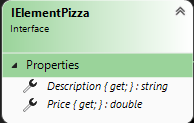 IElementPizza
Interface
Properties
Description { get; } : string
Price { get; } : double